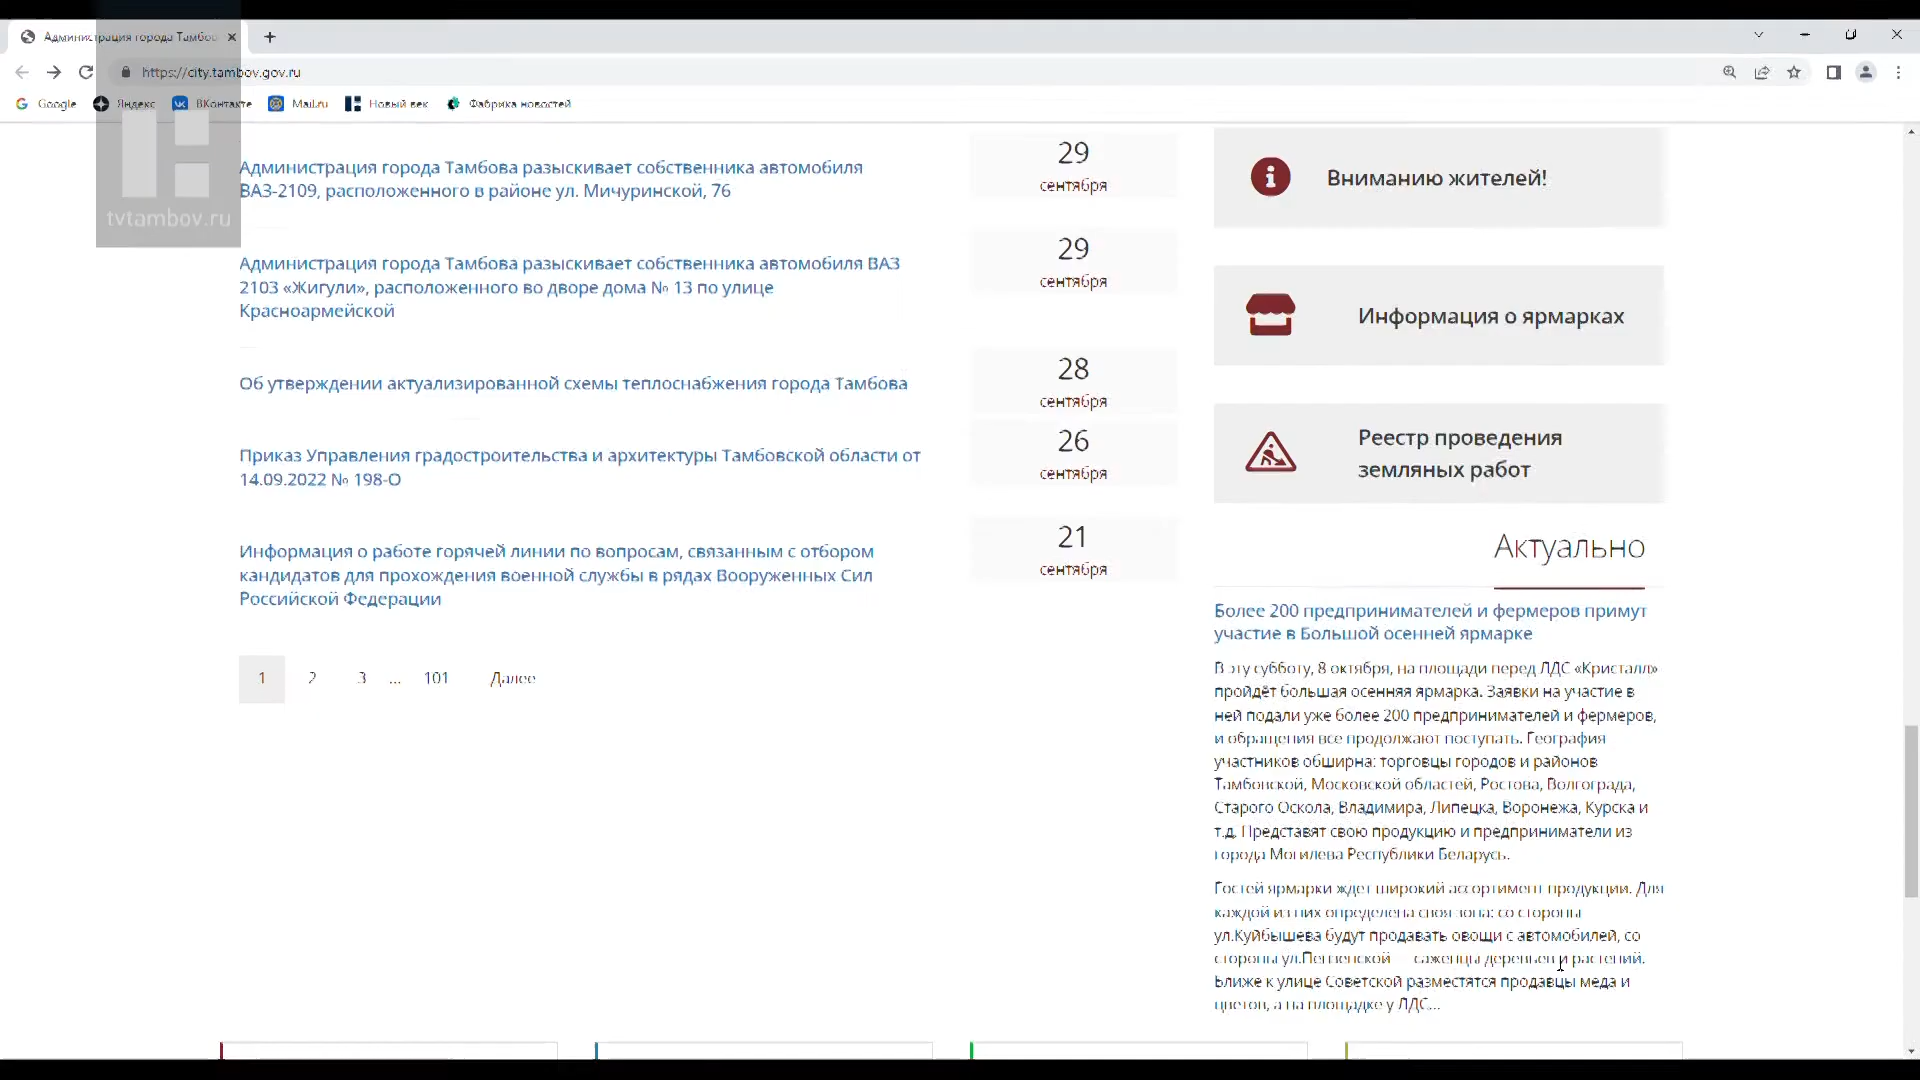 Администрация города Тамбо
https://city.tambov.gov.ru
Google
Яндекс
ВКонтакте
Mail.ru
Новый век
Фабрика новостей
tvtambov.ru
Администрация города Тамбова разыскивает собственника автомобиля
ВАЗ-2109, расположенного в районе ул. Мичуринской, 76
29
сентября
Администрация города Тамбова разыскивает собственника автомобиля ВАЗ
2103 «Жигули», расположенного во дворе дома № 13 по улице
Красноармейской
29
сентября
Об утверждении актуализированной схемы теплоснабжения города Тамбова
28
сентября
Приказ Управления градостроительства и архитектуры Тамбовской области от
14.09.2022 № 198-О
26
сентября
Информация о работе горячей линии по вопросам, связанным с отбором
кандидатов для прохождения военной службы в рядах Вооруженных Сил
Российской Федерации
21
сентября
1 2 3 ... 101 Далее
Вниманию жителей!
Информация о ярмарках
Реестр проведения
земляных работ
Актуально
Более 200 предпринимателей и фермеров примут
участие в Большой осенней ярмарке
В эту субботу, 8 октября, на площади перед ЛДС «Кристалл»
пройдёт большая осенняя ярмарка. Заявки на участие в
ней подали уже более 200 предпринимателей и фермеров,
и обращения все продолжают поступать. География
участников обширна: торговцы городов и районов
Тамбовской, Московской областей, Ростова, Волгограда,
Старого Оскола, Владимира, Липецка, Воронежа, Курска и
т.д. Представят свою продукцию и предприниматели из
города Могилева Республики Беларусь.
Гостей ярмарки ждет широкий ассортимент продукции. Для
каждой из них определена своя зона: со стороны
ул.Куйбышева будут продавать овощи с автомобилей, со
стороны ул.Пензенской — саженцы деревьев и растений.
Ближе к улице Советской разместятся продавцы меда и
цветов, а на площадке у ЛДС...